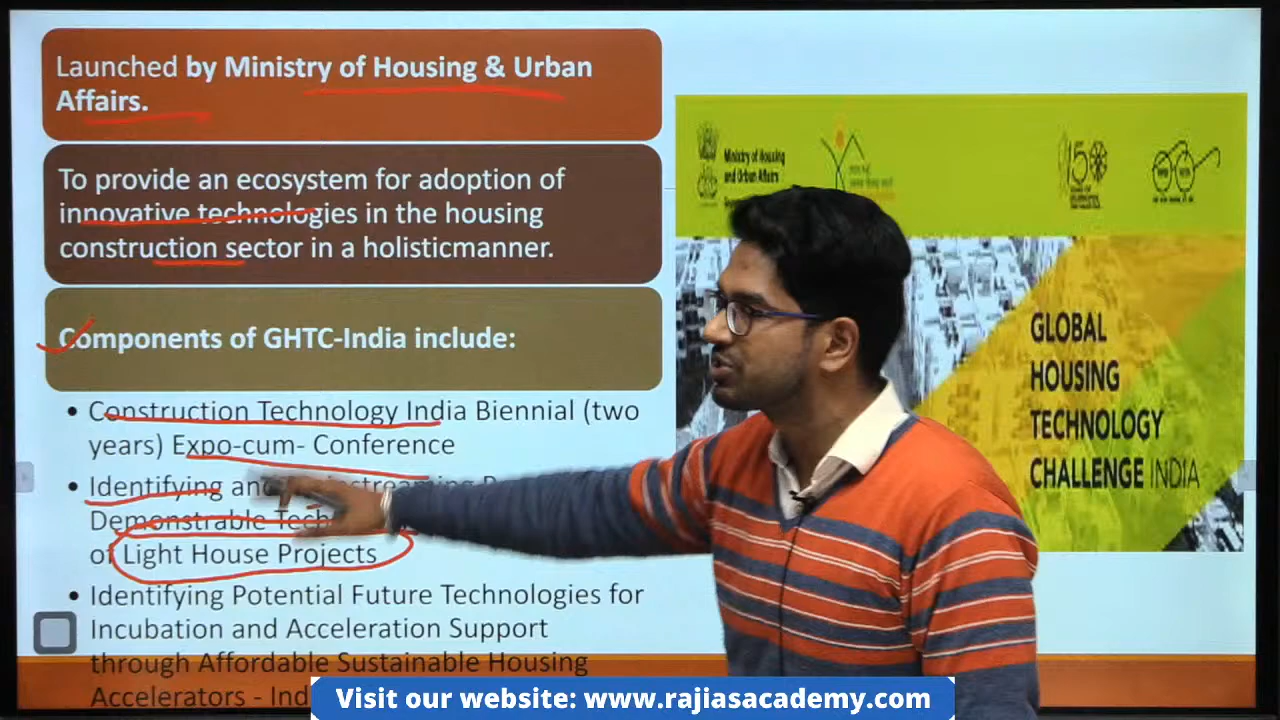 Launched by Ministry of Housing & Urban
Affairs.
To provide an ecosystem for adoption of
innovative technologies in the housing
construction sector in a holisticmanner.
Components of GHTC-India include:
• Construction Technology India Biennial (two
years) Expo-cum- Conference
• Identifying and
Demonstrable
of Light House Projects
• Identifying Potential Future Technologies for
Incubation and Acceleration Support
through Affordable Sustainable Housing
Accelerators -
Ministry of Housing
and Urban Affairs
150
GLOBAL
HOUSING
TECHNOLOGY
CHALLENGE INDIA
Visit our website: www.rajiasacademy.com